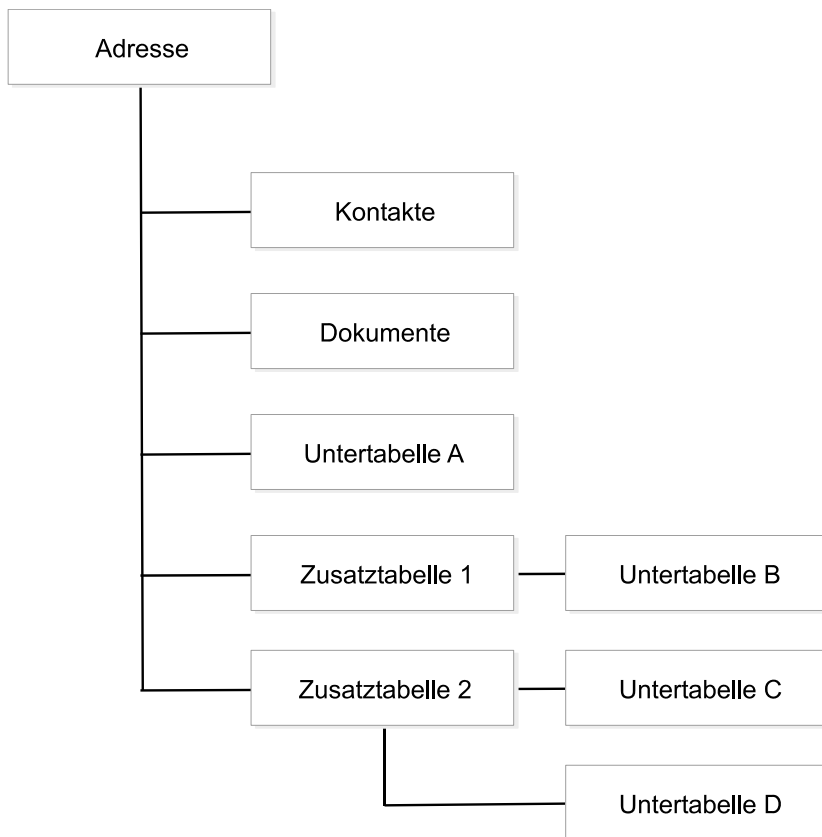 Adresse
Kontakte
Dokumente
Untertabelle A
Zusatztabelle 1
Untertabelle B
Zusatztabelle 2
Untertabelle C
Untertabelle D